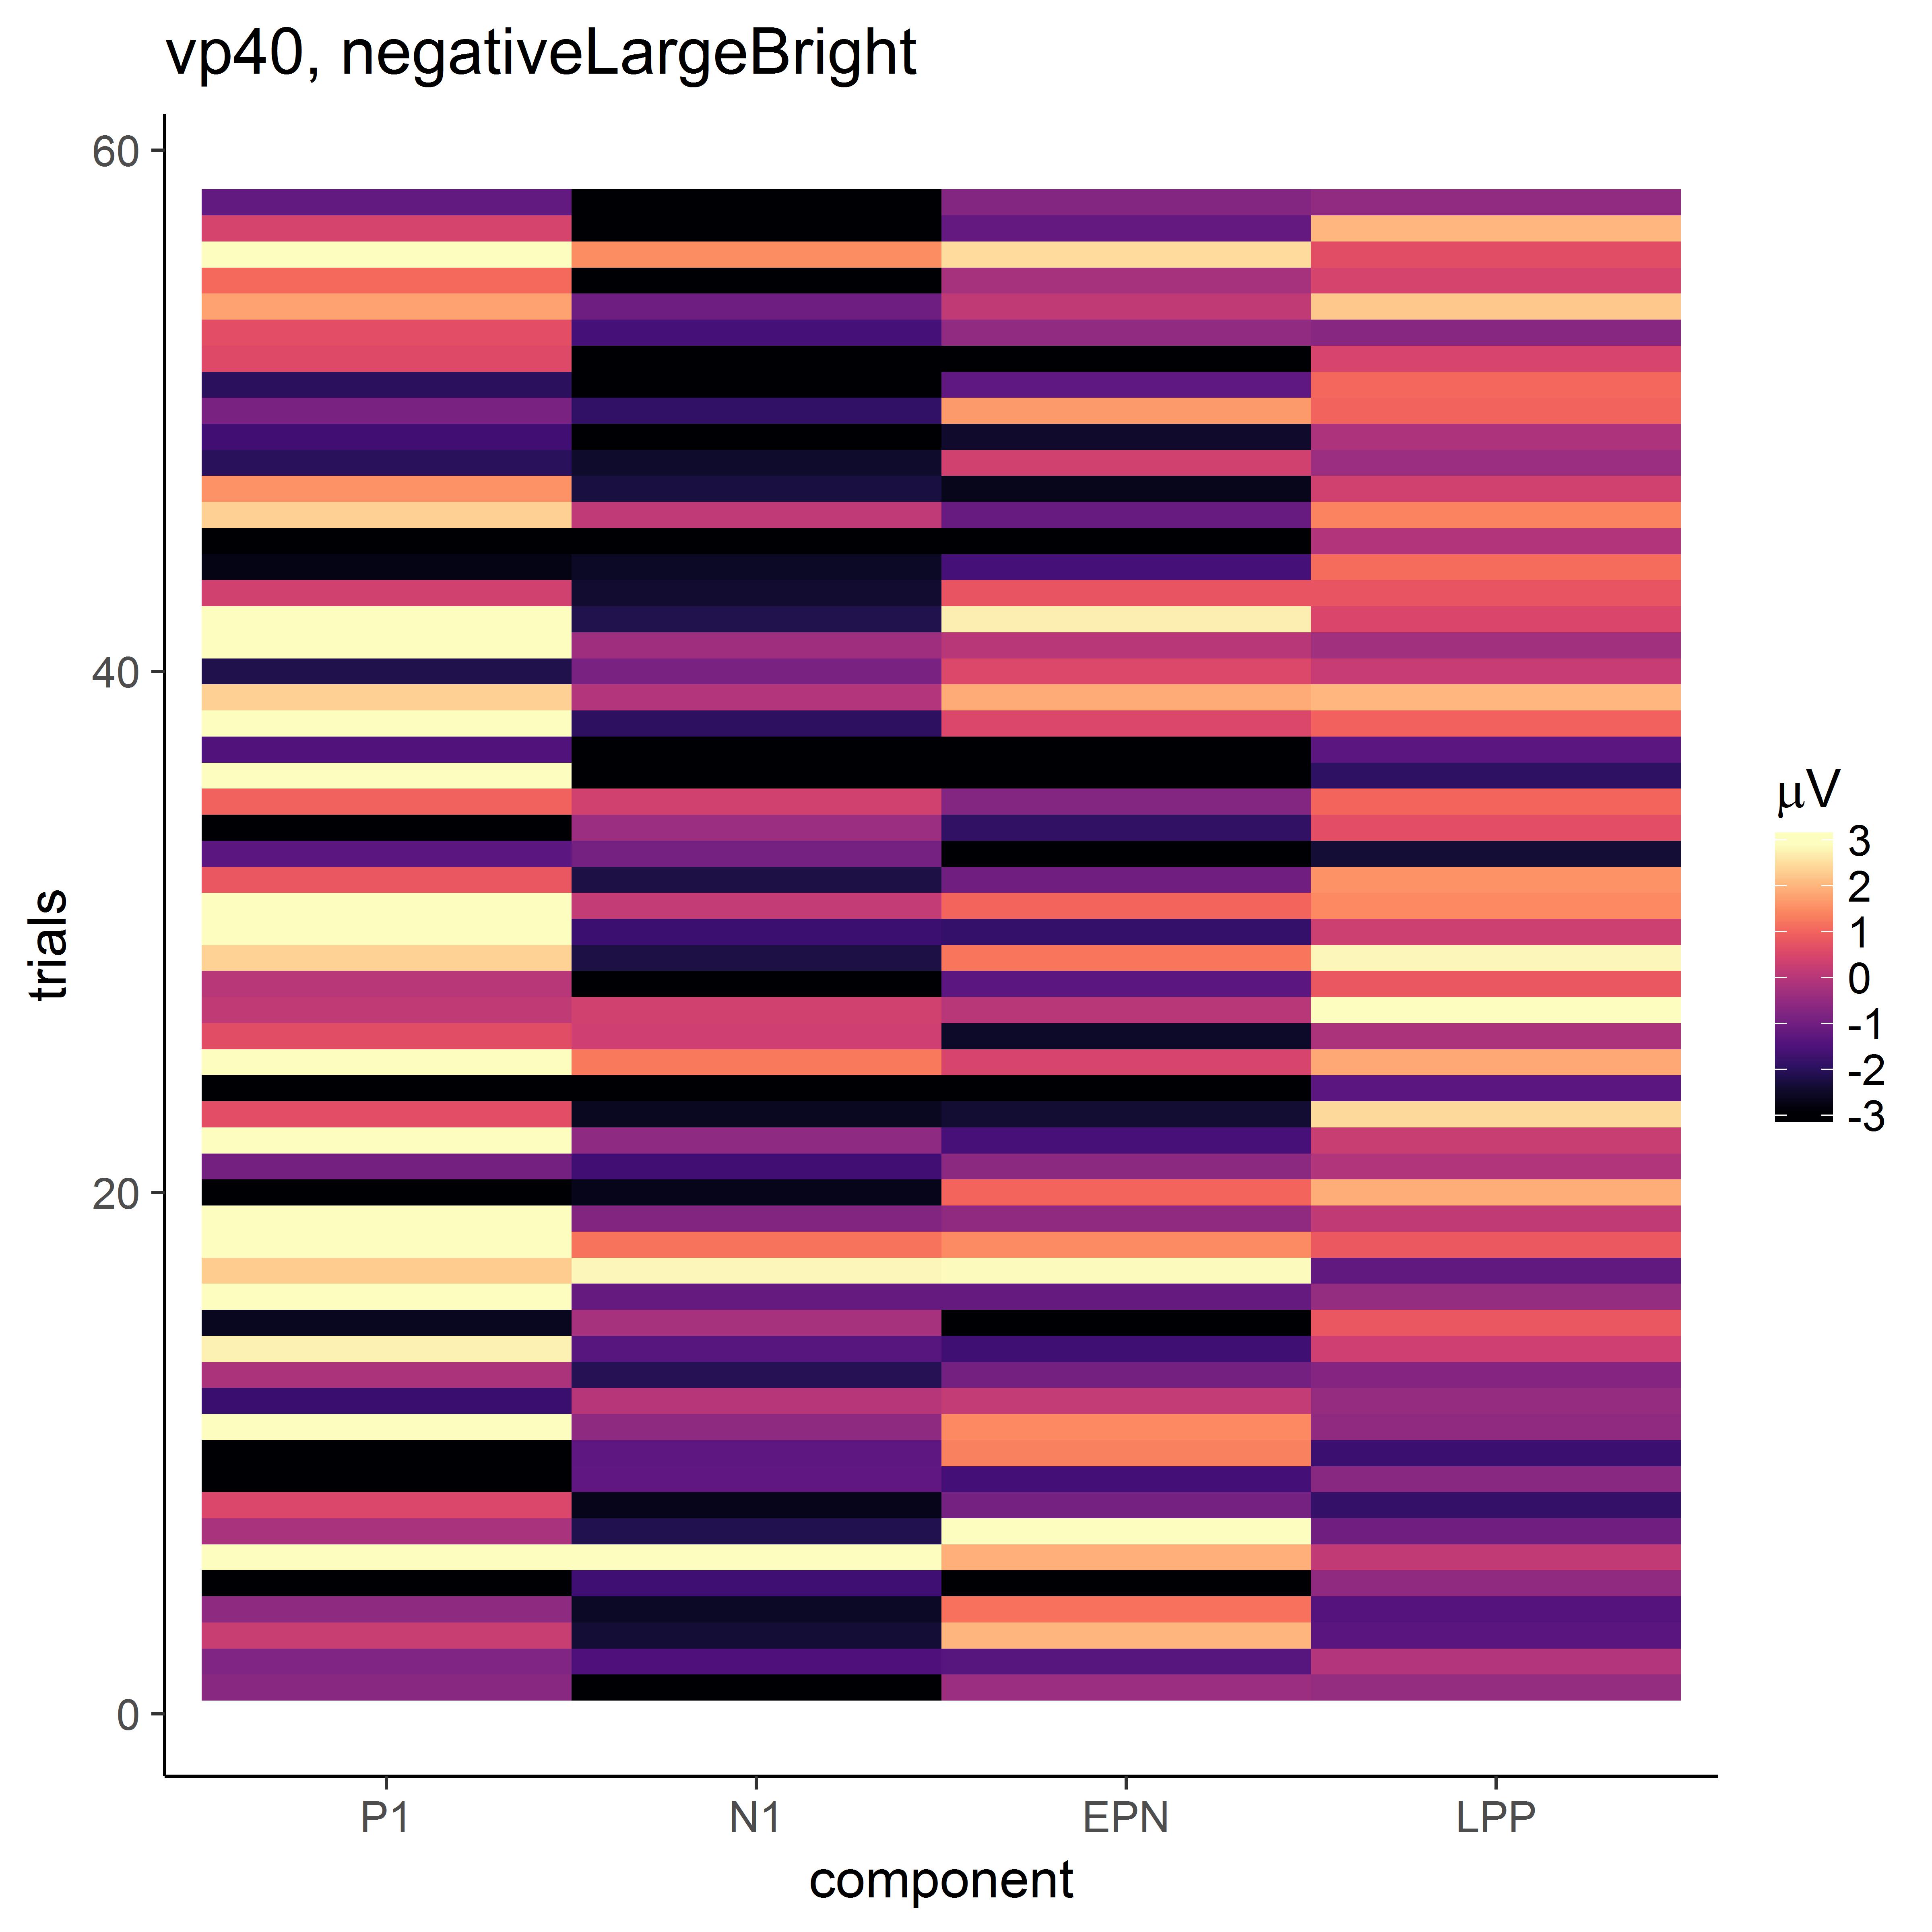 vp40, negativeLargeBright
60
40
20
0
trials
P1 N1 EPN LPP
component
μV
3
2
1
0
-1
-2
-3